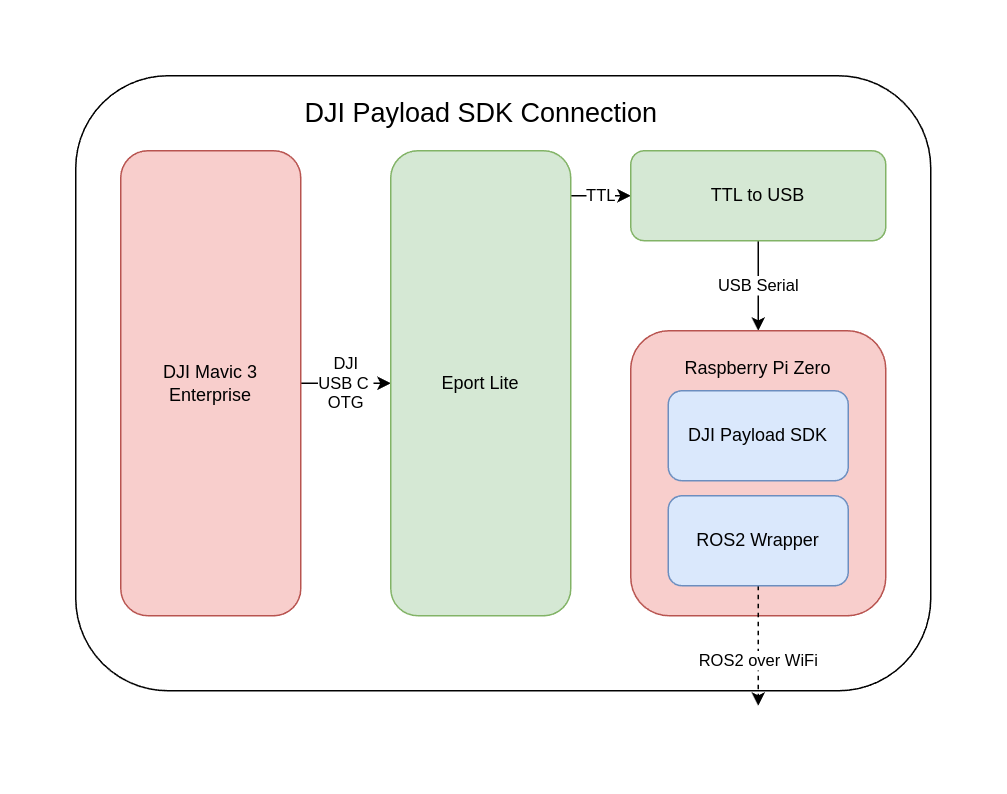 DJI Payload SDK Connection
DJI Mavic 3
Enterprise
DJI
USB C
OTG
Eport Lite
TTL
TTL to USB
USB Serial
Raspberry Pi Zero
DJI Payload SDK
ROS2 Wrapper
ROS2 over WiFi